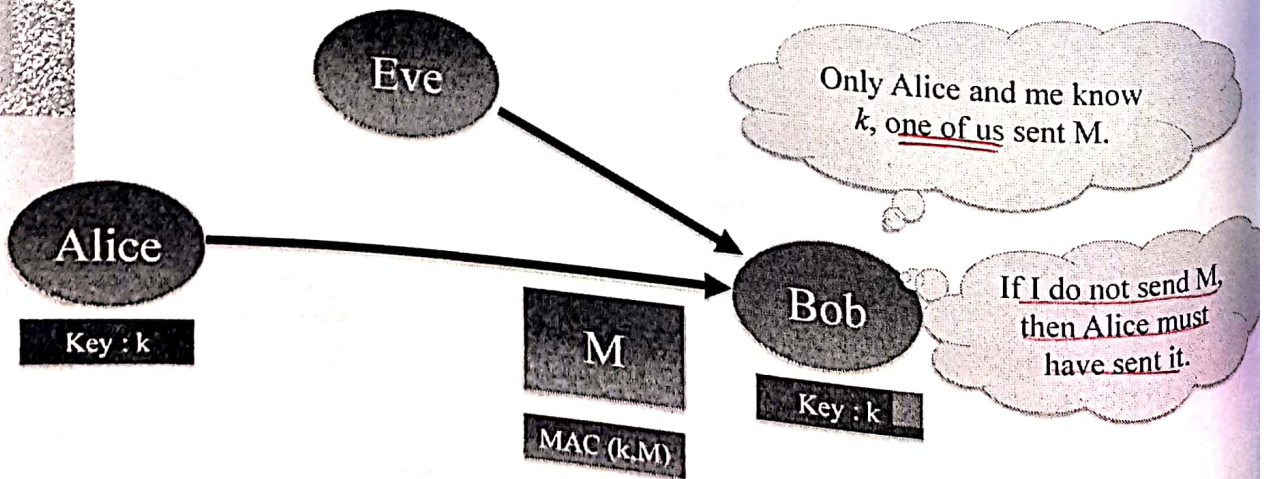 Eve
Only Alice and me know
k, one of us sent M.
Alice
Key : k
Bob
If I do not send M,
then Alice must
have sent it.
M
Key : k
MAC (k,M)